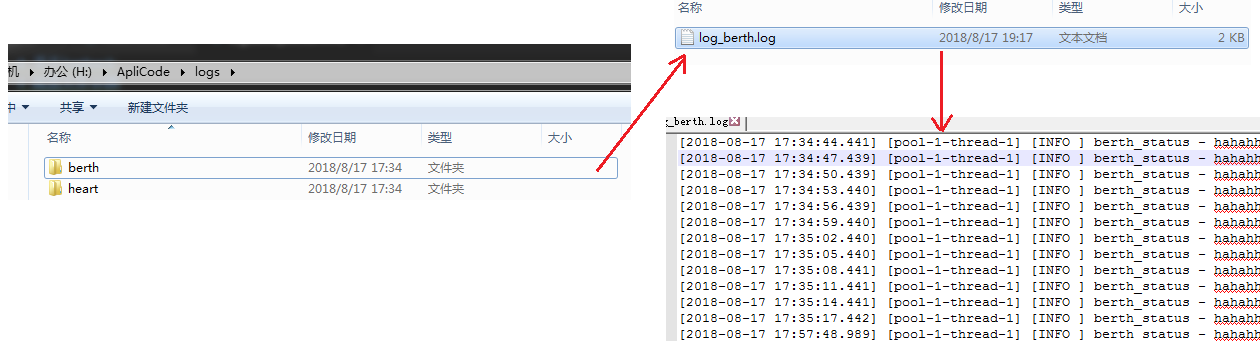 机 ▸ 办公 (H:) ▸ ApliCode ▸ logs ▸
中 ▾ 共享 ▾ 新建文件夹
名称 修改日期 类型 大小
berth 2018/8/17 17:34 文件夹
heart 2018/8/17 17:34 文件夹
名称 修改日期 类型 大小
log_berth.log 2018/8/17 19:17 文本文档 2 KB
g_berth.log
[2018-08-17 17:34:44.441] [pool-1-thread-1] [INFO ] berth_status - hahahh
[2018-08-17 17:34:47.439] [pool-1-thread-1] [INFO ] berth_status - hahahh
[2018-08-17 17:34:50.439] [pool-1-thread-1] [INFO ] berth_status - hahahh
[2018-08-17 17:34:53.440] [pool-1-thread-1] [INFO ] berth_status - hahahh
[2018-08-17 17:34:56.439] [pool-1-thread-1] [INFO ] berth_status - hahahh
[2018-08-17 17:34:59.440] [pool-1-thread-1] [INFO ] berth_status - hahahh
[2018-08-17 17:35:02.440] [pool-1-thread-1] [INFO ] berth_status - hahahh
[2018-08-17 17:35:05.440] [pool-1-thread-1] [INFO ] berth_status - hahahh
[2018-08-17 17:35:08.441] [pool-1-thread-1] [INFO ] berth_status - hahahh
[2018-08-17 17:35:11.441] [pool-1-thread-1] [INFO ] berth_status - hahahh
[2018-08-17 17:35:14.441] [pool-1-thread-1] [INFO ] berth_status - hahahh
[2018-08-17 17:35:17.442] [pool-1-thread-1] [INFO ] berth_status - hahahh
[2018-08-17 17:57:48.989] [pool-1-thread-1] [INFO ] berth_status - hahahh